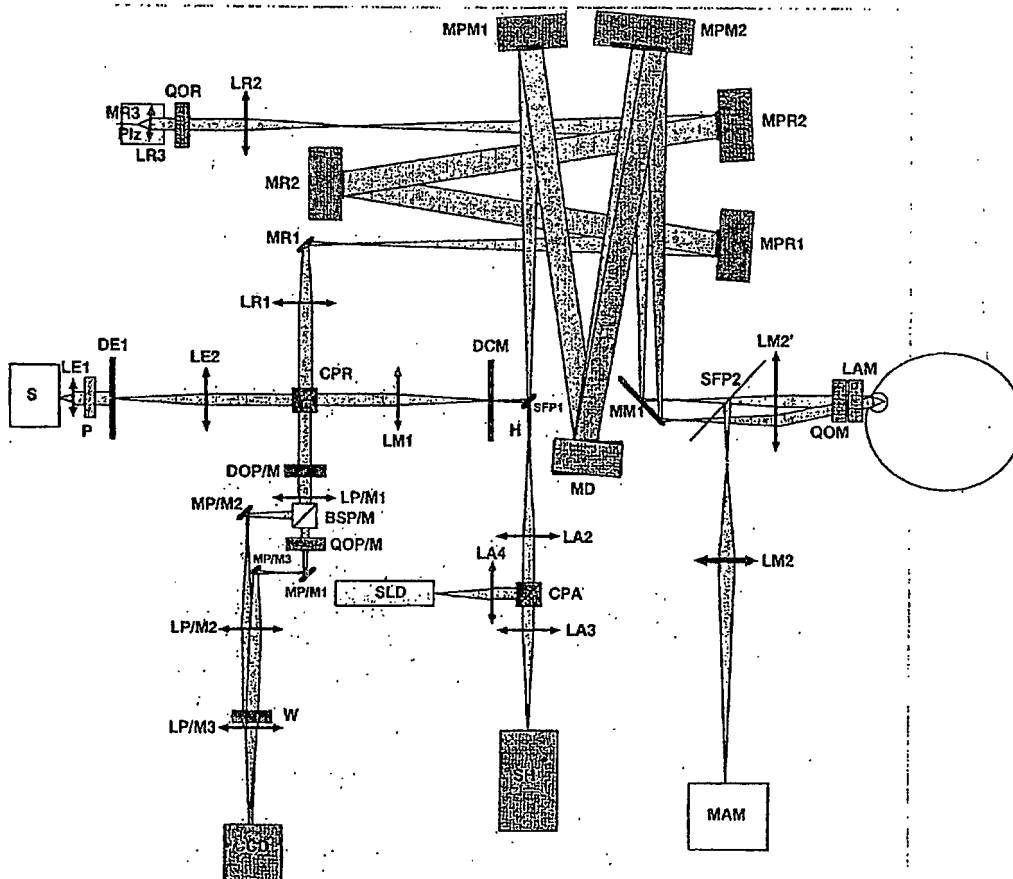 MPM1
MPM2
QOR
LR2
MR3
Plz
LR3
MPR2
MR2
MR1
MPR1
LR1
LM2'
DE1
LE1
LE2
CPR
DCM
SFP2
LAM
S
SFP1
MM1
P
LM1
H
QOM
DOP/M
MD
MP/M2
LP/M1
BSP/M
QOP/M
LA2
LA4
MP/M3
MP/M1
SLD
CPA
LM2
LP/M2
LA3
W
LP/M3
SH
MAM
CCD